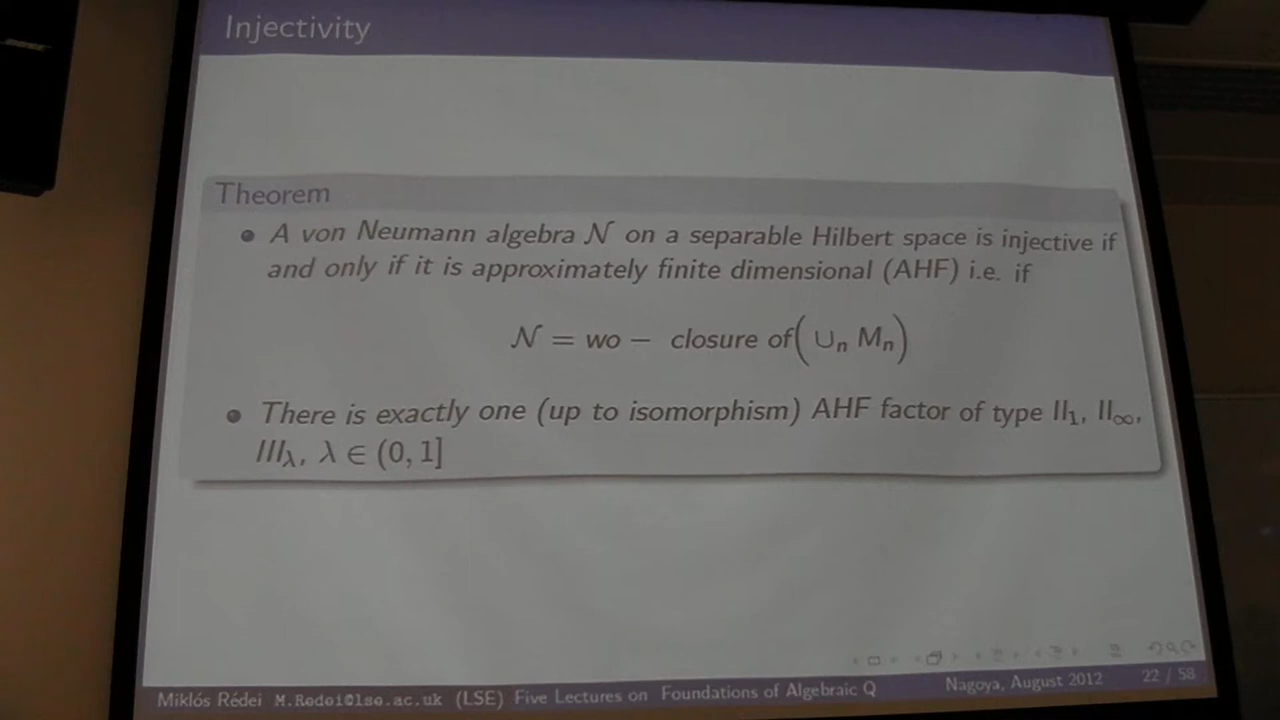 Injectivity
Theorem
A von Neumann algebra 𝒩 on a separable Hilbert space is injective if
and only if it is approximately finite dimensional (AHF) i.e. if
𝒩 = wo − closure of(∪ₙ Mₙ)
There is exactly one (up to isomorphism) AHF factor of type II₁, II∞,
III_λ, λ ∈ (0, 1]
Miklós Rédei M.Redei@lse.ac.uk (LSE) Five Lectures on Foundations of Algebraic Q Nagoya, August 2012 22 / 58